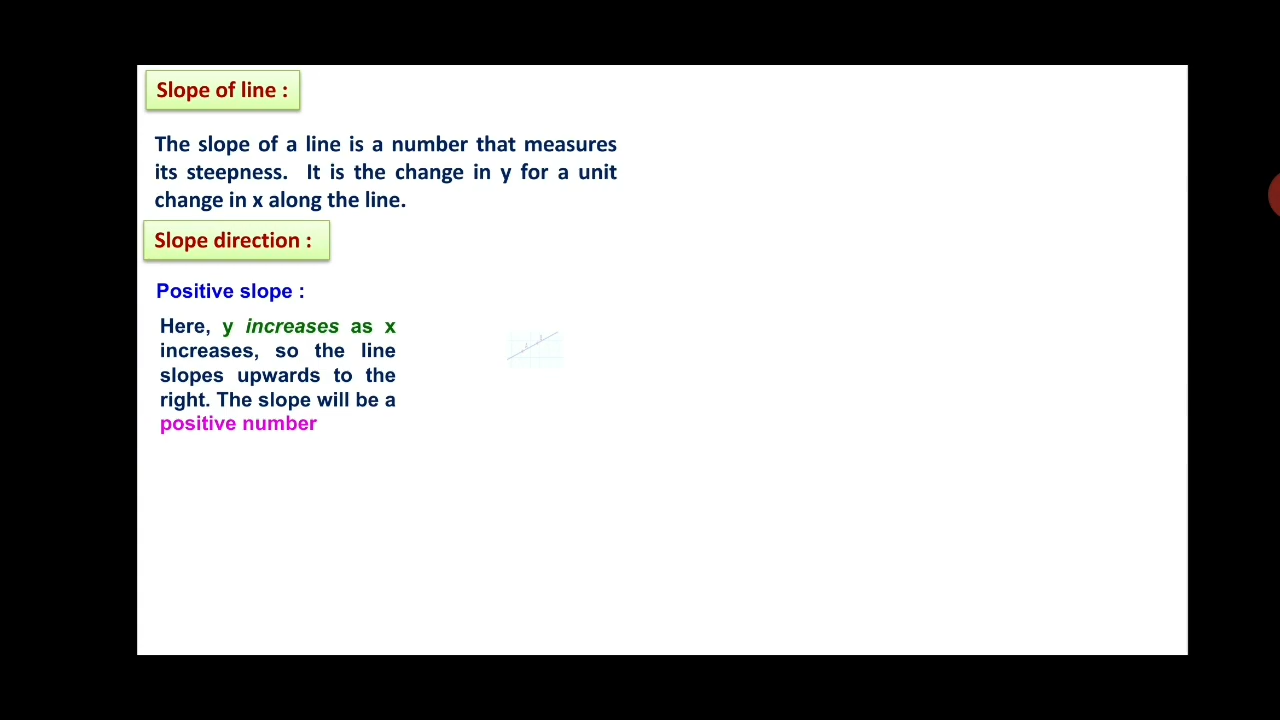 Slope of line :
The slope of a line is a number that measures
its steepness. It is the change in y for a unit
change in x along the line.
Slope direction :
Positive slope :
Here, y increases as x
increases, so the line
slopes upwards to the
right. The slope will be a
positive number